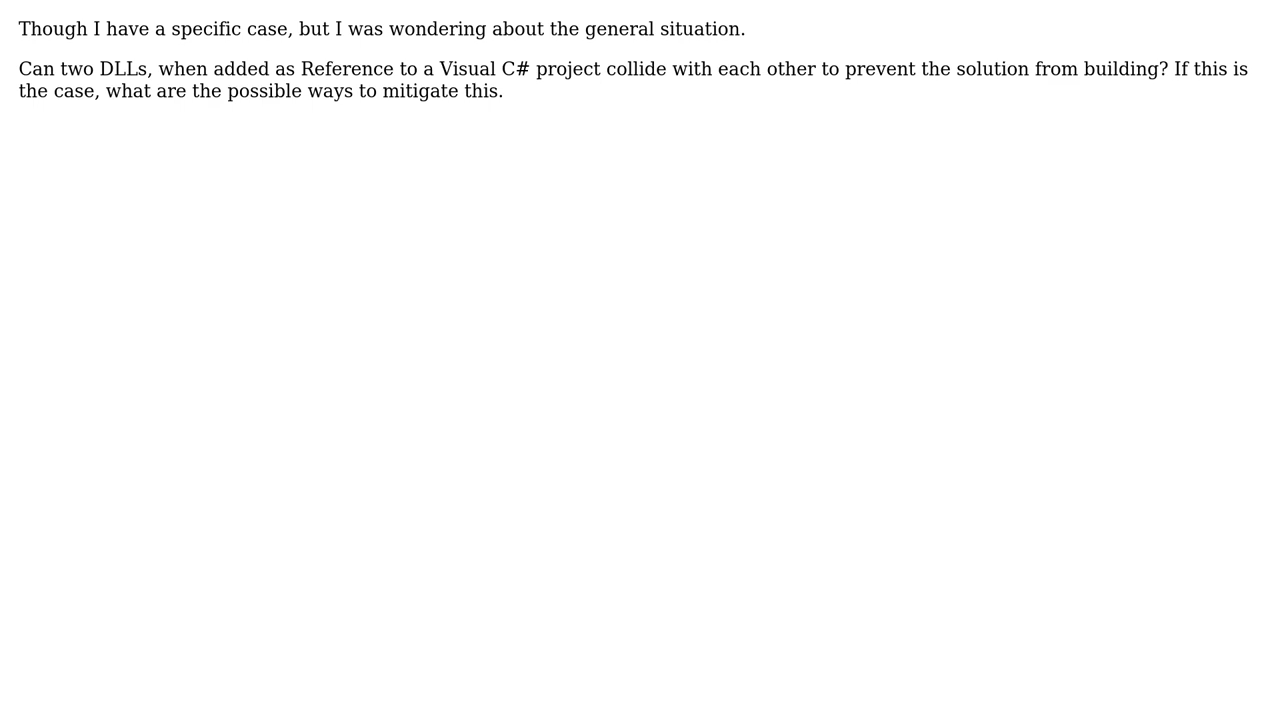 Though I have a specific case, but I was wondering about the general situation.
Can two DLLs, when added as Reference to a Visual C# project collide with each other to prevent the solution from building? If this is
the case, what are the possible ways to mitigate this.